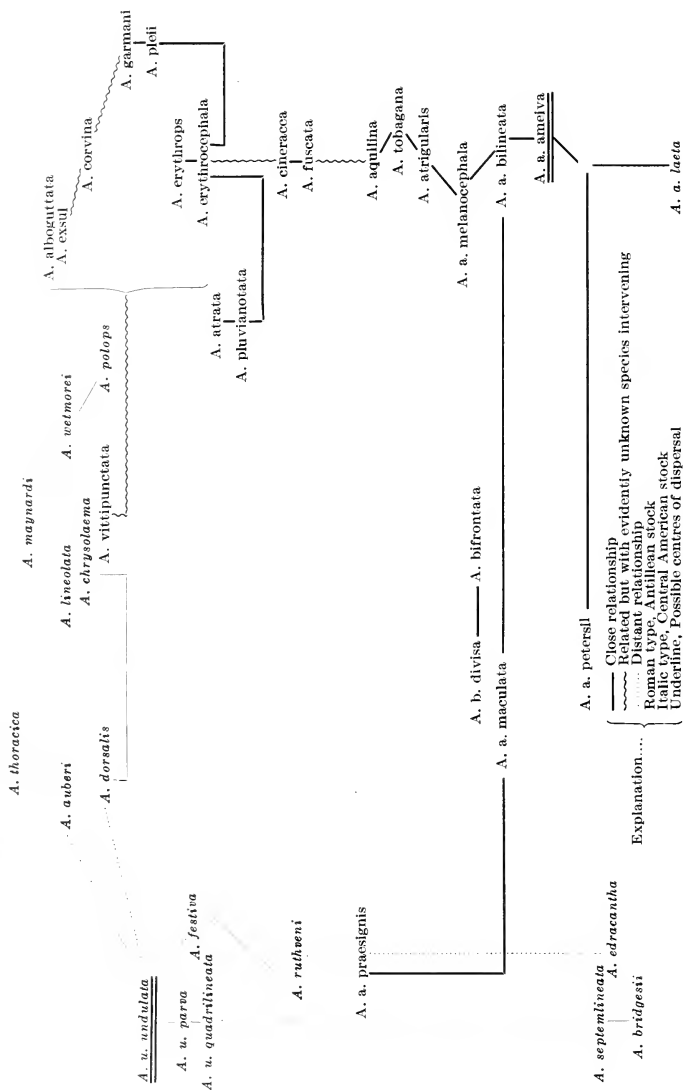 A. thoracica
A. maynardi
A. alboguttata
A. exsul
A. auberi
A. lineolata
A. wetmorei
A. corvina
A. chrysolaema
A. garmani
A. dorsalis
A. vittipunctata
A. polops
A. pleii
A. u. undulata
A. erythrops
A. u. parva
A. festiva
A. erythrocephala
A. u. quadrilineata
A. atrata
A. pluvianotata
A. cineracea
A. ruthveni
A. fuscata
A. a. praesignis
A. aquilina
A. tobagana
A. atrigularis
A. a. melanocephala
A. b. divisa
A. bifrontata
A. a. maculata
A. a. bilineata
A. a. ameiva
A. a. petersii
A. septemlineata
A. edracantha
A. bridgesii
A. a. laeta
Explanation....
Close relationship
Related but with evidently unknown species intervening
Distant relationship
Roman type, Antillean stock
Italic type, Central American stock
Underline, Possible centres of dispersal